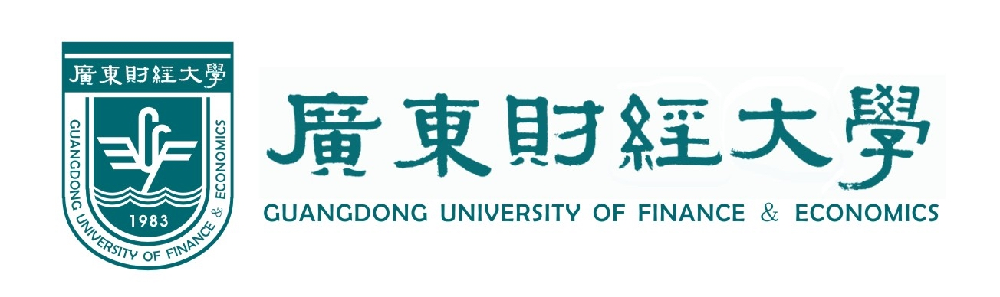 廣東財經大學
GUANGDONG UNIVERSITY OF FINANCE & ECONOMICS
1983
廣東財經大學
GUANGDONG UNIVERSITY OF FINANCE & ECONOMICS